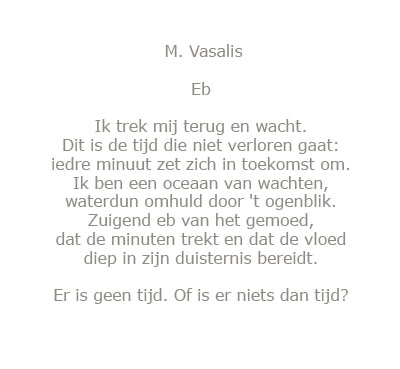 M. Vasalis
Eb
Ik trek mij terug en wacht.
Dit is de tijd die niet verloren gaat:
iedre minuut zet zich in toekomst om.
Ik ben een oceaan van wachten,
waterdun omhuld door 't ogenblik.
Zuigend eb van het gemoed,
dat de minuten trekt en dat de vloed
diep in zijn duisternis bereidt.
Er is geen tijd. Of is er niets dan tijd?